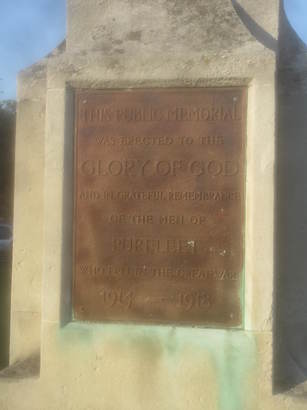 THIS PUBLIC MEMORIAL
WAS ERECTED TO THE
GLORY OF GOD
AND IN GRATEFUL REMEMBRANCE
OF THE MEN OF
WHO FELL IN THE GREAT WAR
1914 — 1918